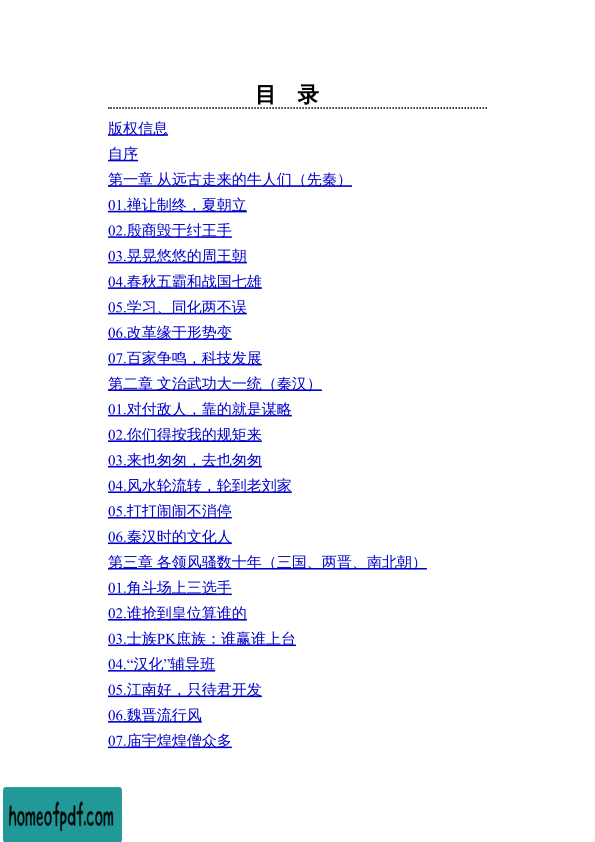 目 录
版权信息
自序
第一章 从远古走来的牛人们（先秦）
01.禅让制终，夏朝立
02.殷商毁于纣王手
03.晃晃悠悠的周王朝
04.春秋五霸和战国七雄
05.学习、同化两不误
06.改革缘于形势变
07.百家争鸣，科技发展
第二章 文治武功大一统（秦汉）
01.对付敌人，靠的就是谋略
02.你们得按我的规矩来
03.来也匆匆，去也匆匆
04.风水轮流转，轮到老刘家
05.打打闹闹不消停
06.秦汉时的文化人
第三章 各领风骚数十年（三国、两晋、南北朝）
01.角斗场上三选手
02.谁抢到皇位算谁的
03.士族PK庶族：谁赢谁上台
04.“汉化”辅导班
05.江南好，只待君开发
06.魏晋流行风
07.庙宇煌煌僧众多
homeofpdf.com